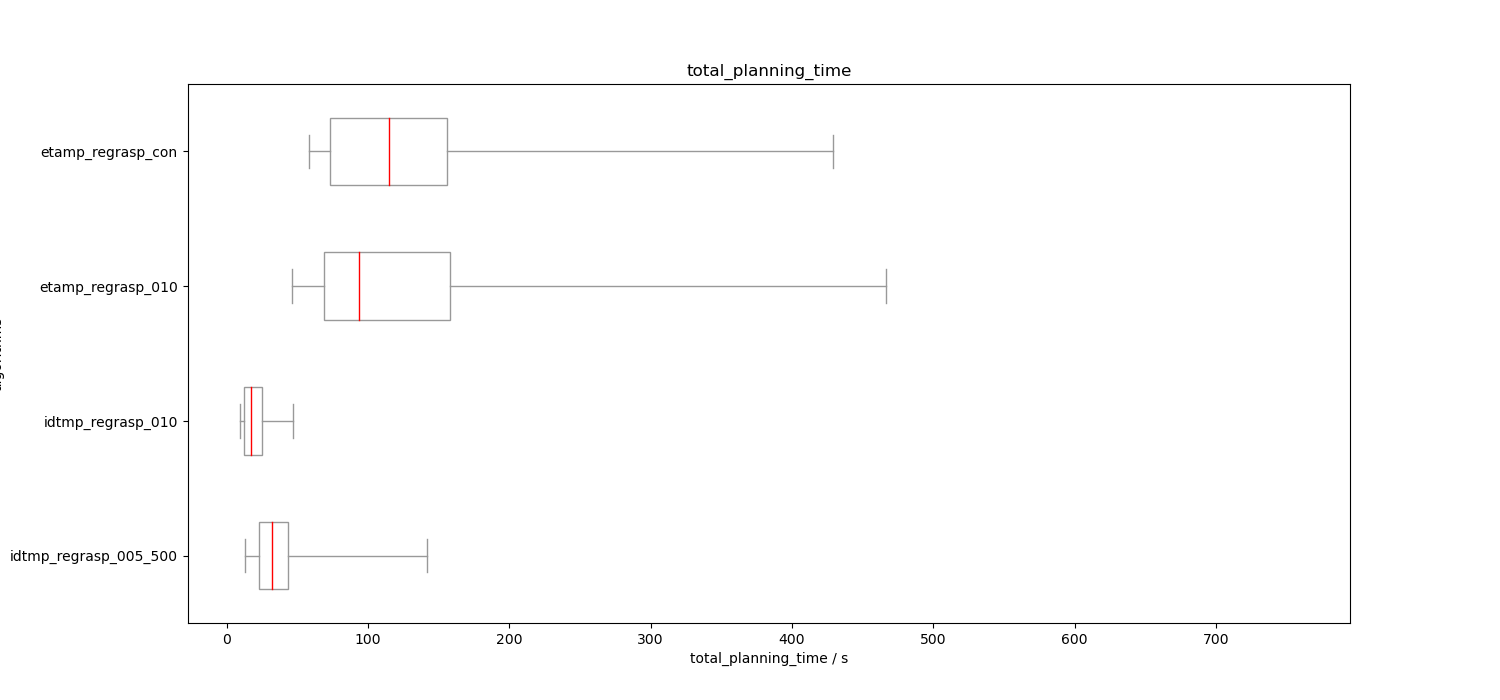 total_planning_time
etamp_regrasp_con
etamp_regrasp_010
idtmp_regrasp_010
idtmp_regrasp_005_500
0 100 200 300 400 500 600 700
total_planning_time / s